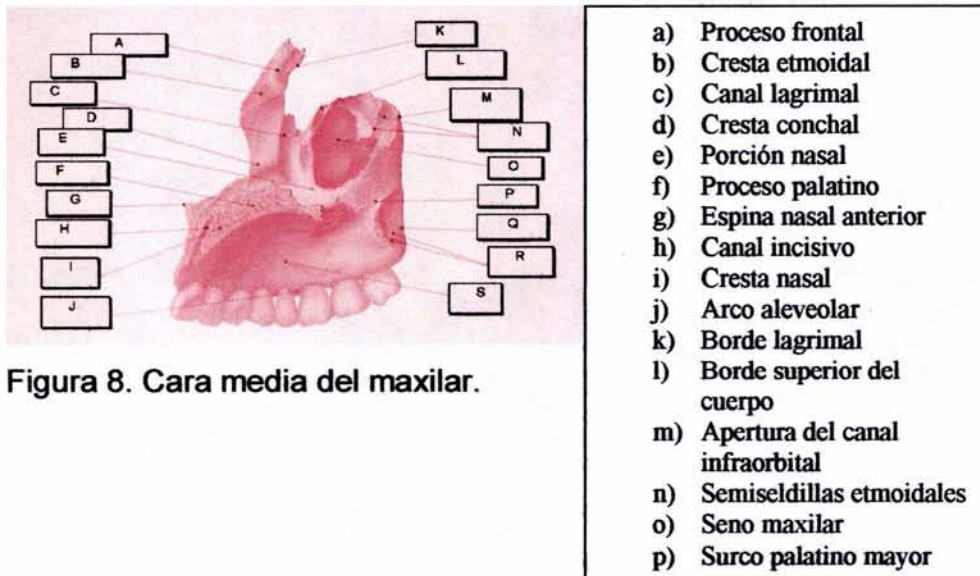 A
B
C
D
E
F
G
H
I
J
K
L
M
N
O
P
Q
R
S
Figura 8. Cara media del maxilar.
a) Proceso frontal
b) Cresta etmoidal
c) Canal lagrimal
d) Cresta conchal
e) Porción nasal
f) Proceso palatino
g) Espina nasal anterior
h) Canal incisivo
i) Cresta nasal
j) Arco aleveolar
k) Borde lagrimal
l) Borde superior del
cuerpo
m) Apertura del canal
infraorbital
n) Semiseldillas etmoidales
o) Seno maxilar
p) Surco palatino mayor